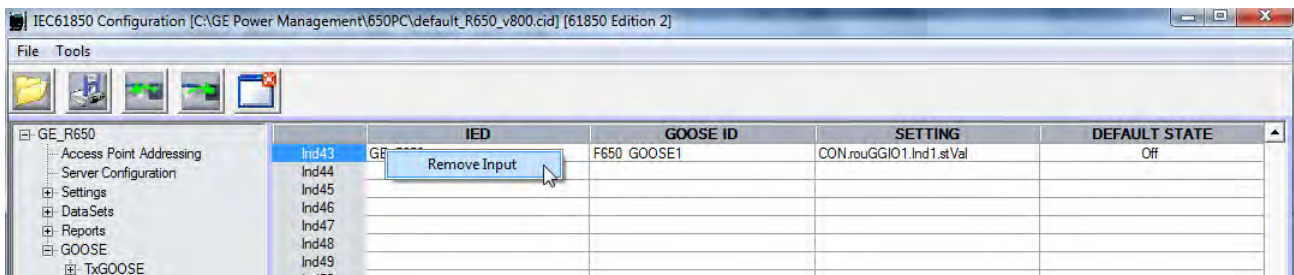 IEC61850 Configuration [C:\GE Power Management\650PC\default_R650_v800.cid] [61850 Edition 2]
File Tools
GE_R650
Access Point Addressing
Server Configuration
Settings
DataSets
Reports
GOOSE
TxGOOSE
IED GOOSE ID SETTING DEFAULT STATE
Ind43 F650 GOOSE1 CON.rouGGIO1.Ind1.stVal Off
Remove Input
Ind44
Ind45
Ind46
Ind47
Ind48
Ind49